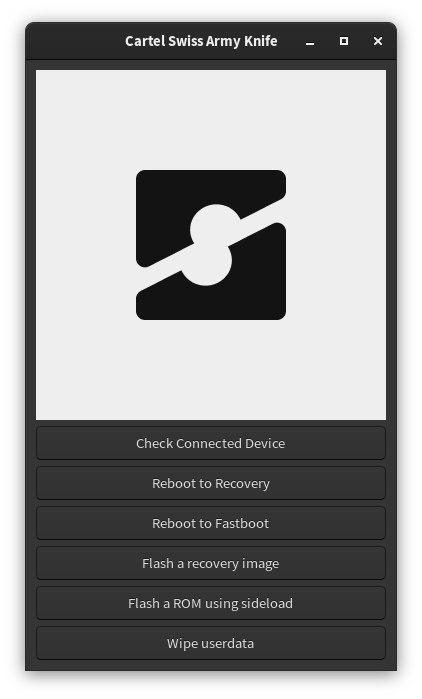 Cartel Swiss Army Knife
Check Connected Device
Reboot to Recovery
Reboot to Fastboot
Flash a recovery image
Flash a ROM using sideload
Wipe userdata